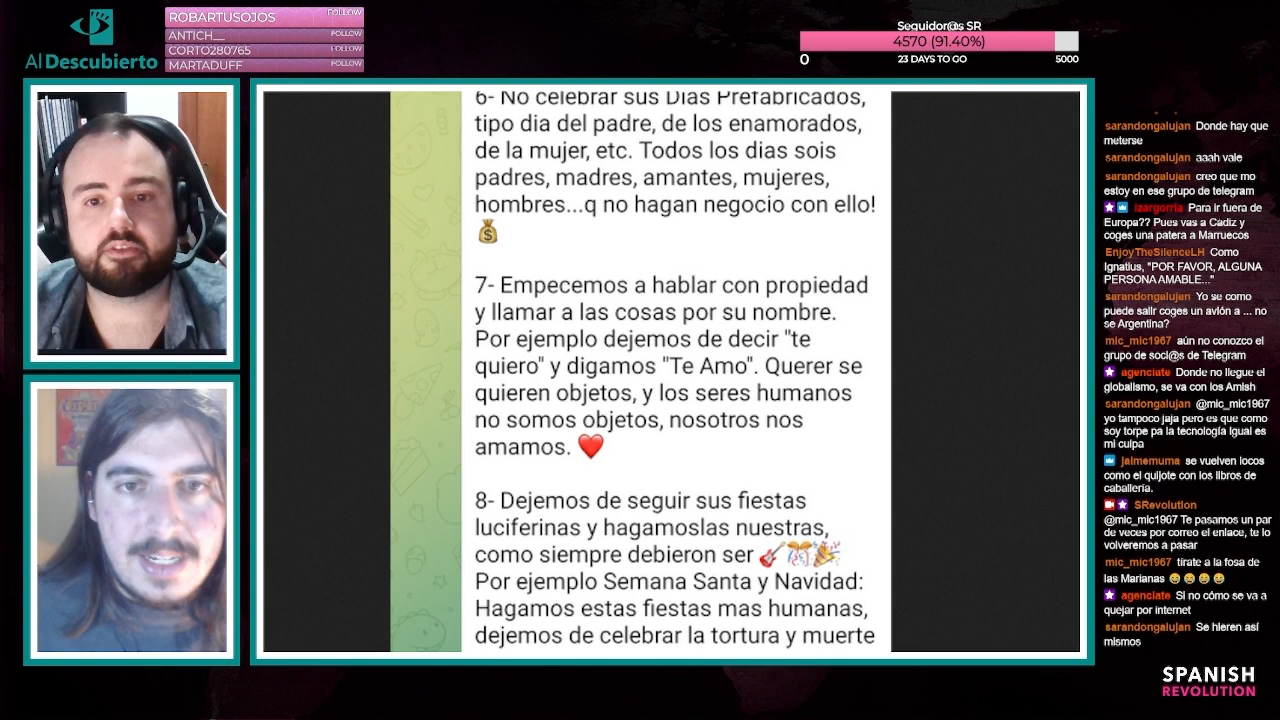 Al Descubierto
ROBARTUSOJOS FOLLOW
ANTICH__ FOLLOW
CORTO280765 FOLLOW
MARTADUFF FOLLOW
Seguidor@s SR
4570 (91.40%)
0 23 DAYS TO GO 5000
6- No celebrar sus Dias Prefabricados,
tipo dia del padre, de los enamorados,
de la mujer, etc. Todos los dias sois
padres, madres, amantes, mujeres,
hombres...q no hagan negocio con ello!
💰
7- Empecemos a hablar con propiedad
y llamar a las cosas por su nombre.
Por ejemplo dejemos de decir "te
quiero" y digamos "Te Amo". Querer se
quieren objetos, y los seres humanos
no somos objetos, nosotros nos
amamos. ❤️
8- Dejemos de seguir sus fiestas
luciferinas y hagamoslas nuestras,
como siempre debieron ser 🎸🎊🎉
Por ejemplo Semana Santa y Navidad:
Hagamos estas fiestas mas humanas,
dejemos de celebrar la tortura y muerte
sarandongalujan Donde hay que
meterse
sarandongalujan aaah vale
sarandongalujan creo que mo
estoy en ese grupo de telegram
izargorria Para ir fuera de
Europa?? Pues vas a Cadiz y
coges una patera a Marruecos
EnjoyTheSilenceLH Como
Ignatius, "POR FAVOR, ALGUNA
PERSONA AMABLE..."
sarandongalujan Yo se como
puede salir coges un avión a ... no
se Argentina?
mic_mic1967 aún no conozco el
grupo de soci@s de Telegram
agenciate Donde no llegue el
globalismo, se va con los Amish
sarandongalujan @mic_mic1967
yo tampoco jaja pero es que como
soy torpe pa la tecnología igual es
mi culpa
jaimemuma se vuelven locos
como el quijote con los libros de
caballería.
SRevolution
@mic_mic1967 Te pasamos un par
de veces por correo el enlace, te lo
volveremos a pasar
mic_mic1967 tírate a la fosa de
las Marianas 😂😂😂😂
agenciate Si no cómo se va a
quejar por internet
sarandongalujan Se hieren así
mismos
SPANISH
REVOLUTION